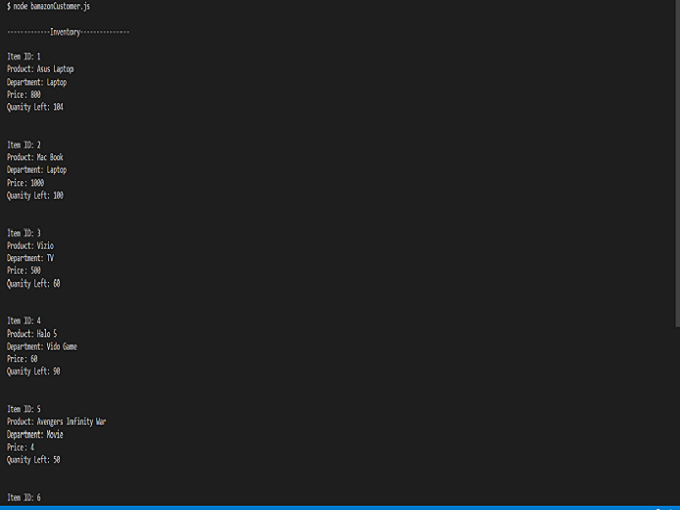 $ node bamazonCustomer.js
-------------Inventory---------------
Item ID: 1
Product: Asus Laptop
Department: Laptop
Price: 800
Quanity Left: 104
Item ID: 2
Product: Mac Book
Department: Laptop
Price: 1000
Quanity Left: 100
Item ID: 3
Product: Vizio
Department: TV
Price: 500
Quanity Left: 60
Item ID: 4
Product: Halo 5
Department: Vido Game
Price: 60
Quanity Left: 90
Item ID: 5
Product: Avengers Infinity War
Department: Movie
Price: 4
Quanity Left: 50
Item ID: 6